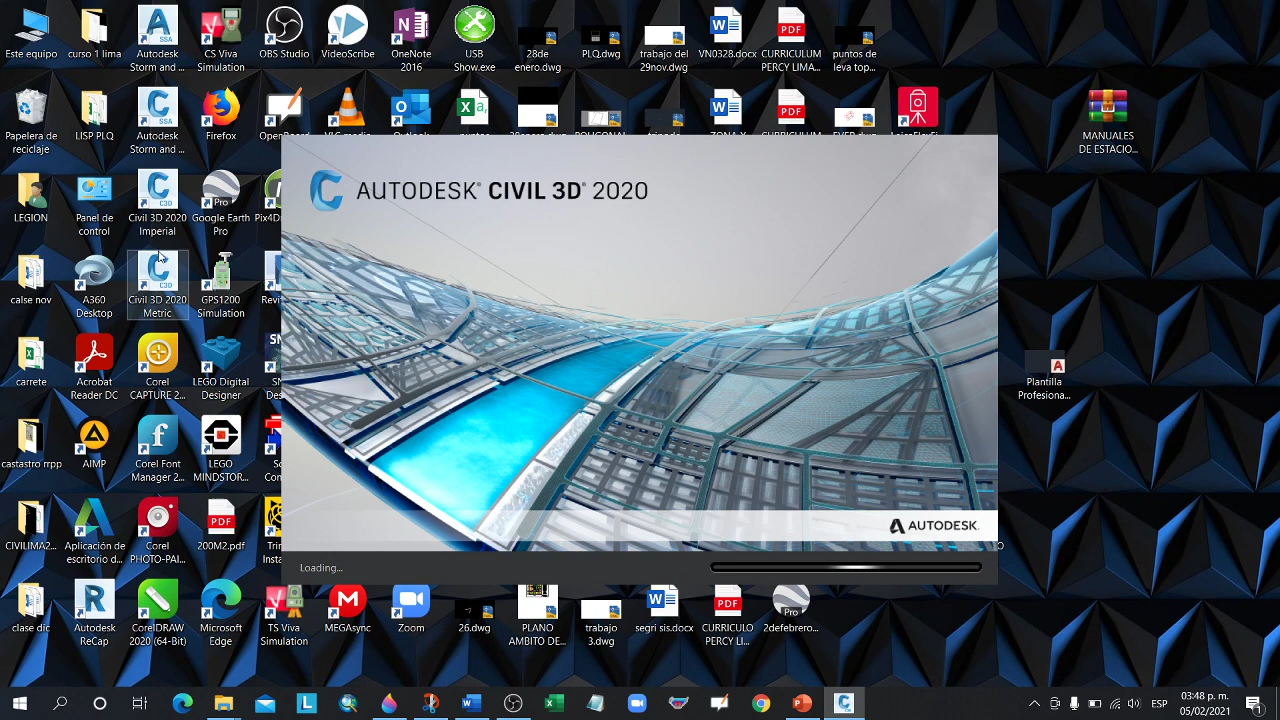 Este equipo
curso 1 lima
Autodesk
Storm and ...
CS Viva
Simulation
OBS Studio
VideoScribe
OneNote
2016
USB
Show.exe
28de
enero.dwg
PLQ.dwg
trabajo del
29nov.dwg
VN0328.docx
CURRICULUM
PERCY LIMA...
puntos de
leva top...
Papelera de
reciclaje
LISP PLQ
Autodesk
Storm and ...
Firefox
MANUALES
DE ESTACIO...
AUTODESK® CIVIL 3D® 2020
LEGION
Panel de
control
Civil 3D 2020
Imperial
Google Earth
Pro
calse nov
A360
Desktop
Civil 3D 2020
Metric
GPS1200
Simulation
carrete
Acrobat
Reader DC
Corel
CAPTURE 2...
LEGO Digital
Designer
Plantilla
Profesiona...
castastro rrpp
AIMP
Corel Font
Manager 2...
LEGO
MINDSTOR...
CIVILIMA2...
Aplicación de
escritorio d...
Corel
PHOTO-PAI...
200M2.pdf
AUTODESK.
Loading...
clase dic
Autodesk
ReCap
CorelDRAW
2020 (64-Bit)
Microsoft
Edge
TS Viva
Simulation
MEGAsync
Zoom
26.dwg
PLANO
AMBITO DE...
trabajo
3.dwg
segri sis.docx
CURRICULO
PERCY LI...
2defebrero...
ESP
03:48 p. m.
05/02/2021